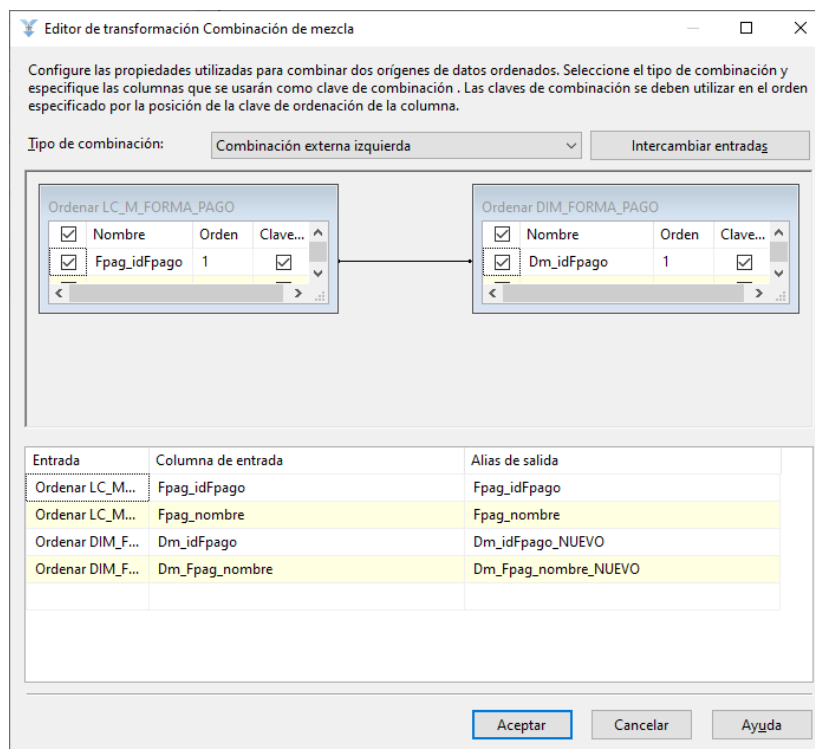 Editor de transformación Combinación de mezcla
Configure las propiedades utilizadas para combinar dos orígenes de datos ordenados. Seleccione el tipo de combinación y
especifique las columnas que se usarán como clave de combinación . Las claves de combinación se deben utilizar en el orden
especificado por la posición de la clave de ordenación de la columna.
Tipo de combinación: Combinación externa izquierda Intercambiar entradas
Ordenar LC_M_FORMA_PAGO Ordenar DIM_FORMA_PAGO
Nombre Orden Clave... Nombre Orden Clave...
Fpag_idFpago 1 Dm_idFpago 1
Entrada Columna de entrada Alias de salida
Ordenar LC_M... Fpag_idFpago Fpag_idFpago
Ordenar LC_M... Fpag_nombre Fpag_nombre
Ordenar DIM_F... Dm_idFpago Dm_idFpago_NUEVO
Ordenar DIM_F... Dm_Fpag_nombre Dm_Fpag_nombre_NUEVO
Aceptar Cancelar Ayuda